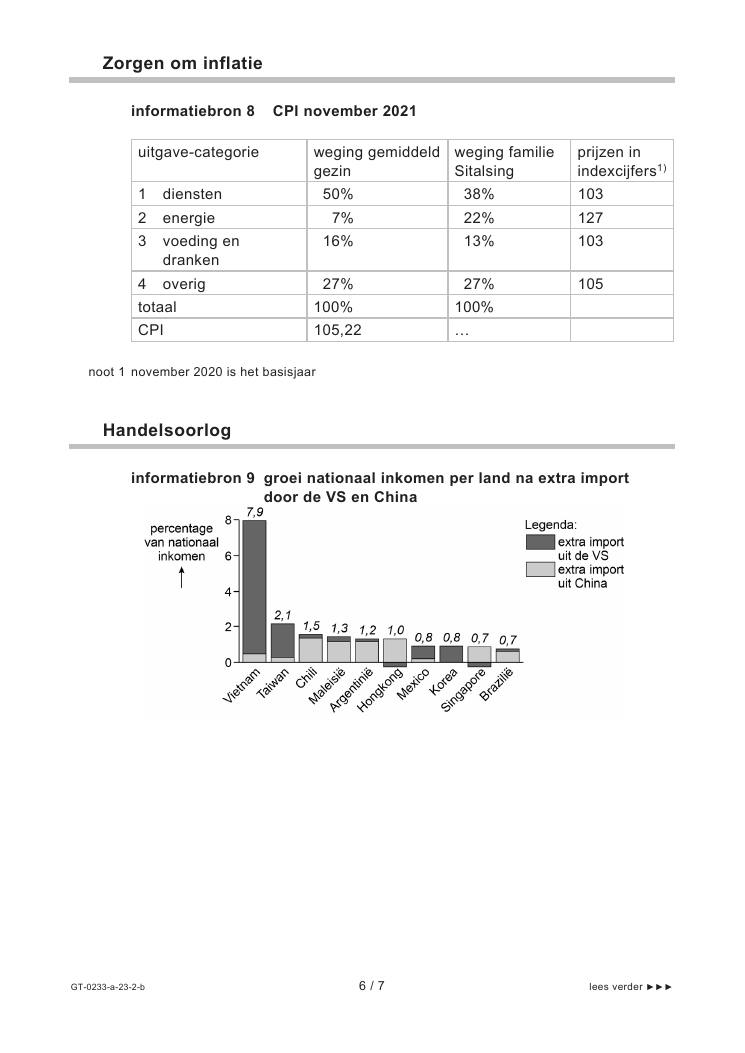 Zorgen om inflatie
informatiebron 8 CPI november 2021
uitgave-categorie weging gemiddeld gezin weging familie Sitalsing prijzen in indexcijfers1)
1 diensten 50% 38% 103
2 energie 7% 22% 127
3 voeding en dranken 16% 13% 103
4 overig 27% 27% 105
totaal 100% 100%
CPI 105,22 ...
noot 1 november 2020 is het basisjaar
Handelsoorlog
informatiebron 9 groei nationaal inkomen per land na extra import
door de VS en China
percentage
van nationaal
inkomen
8
6
4
2
0
7,9
2,1
1,5
1,3
1,2
1,0
0,8
0,8
0,7
0,7
Vietnam
Taiwan
Chili
Maleisië
Argentinië
Hongkong
Mexico
Korea
Singapore
Brazilië
Legenda:
extra import
uit de VS
extra import
uit China
GT-0233-a-23-2-b 6 / 7 lees verder ►►►